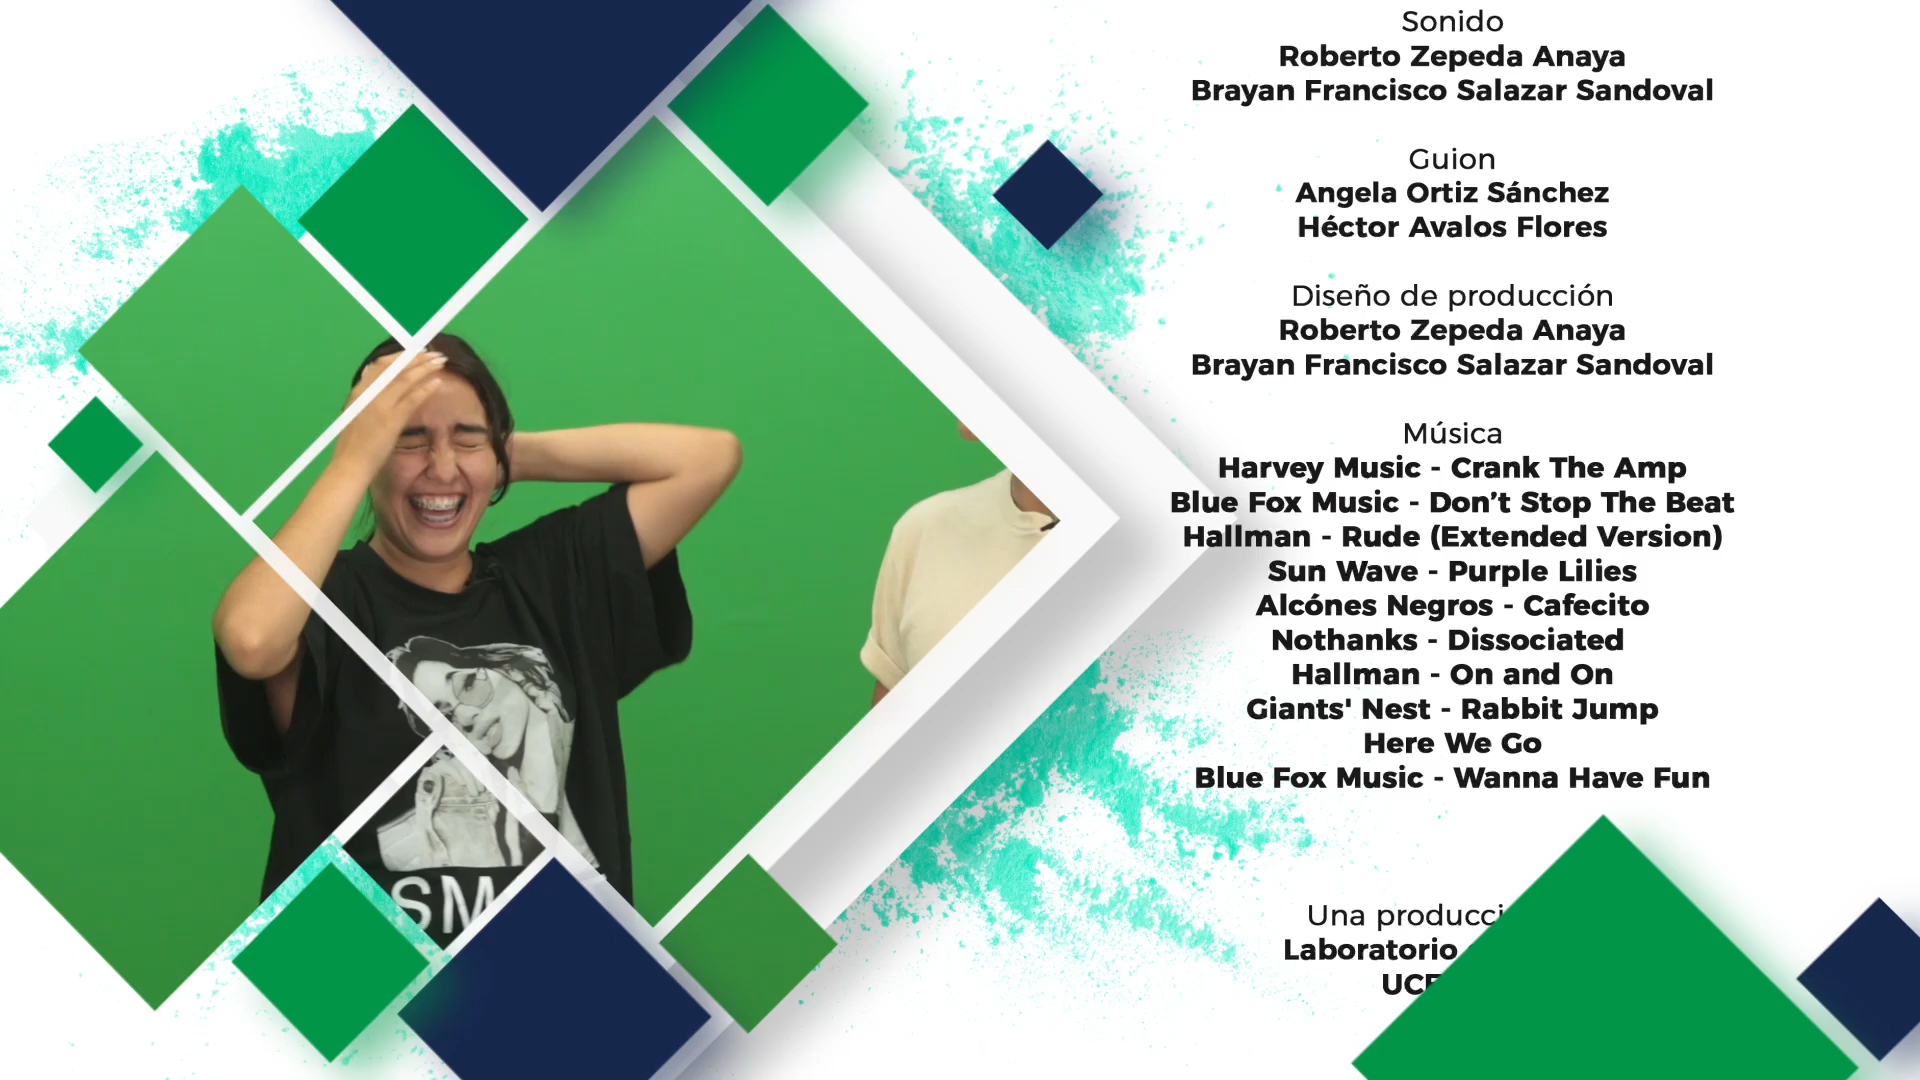 Sonido
Roberto Zepeda Anaya
Brayan Francisco Salazar Sandoval
Guion
Angela Ortiz Sánchez
Héctor Avalos Flores
Diseño de producción
Roberto Zepeda Anaya
Brayan Francisco Salazar Sandoval
Música
Harvey Music - Crank The Amp
Blue Fox Music - Don’t Stop The Beat
Hallman - Rude (Extended Version)
Sun Wave - Purple Lilies
Alcónes Negros - Cafecito
Nothanks - Dissociated
Hallman - On and On
Giants' Nest - Rabbit Jump
Here We Go
Blue Fox Music - Wanna Have Fun
Una
Laboratorio